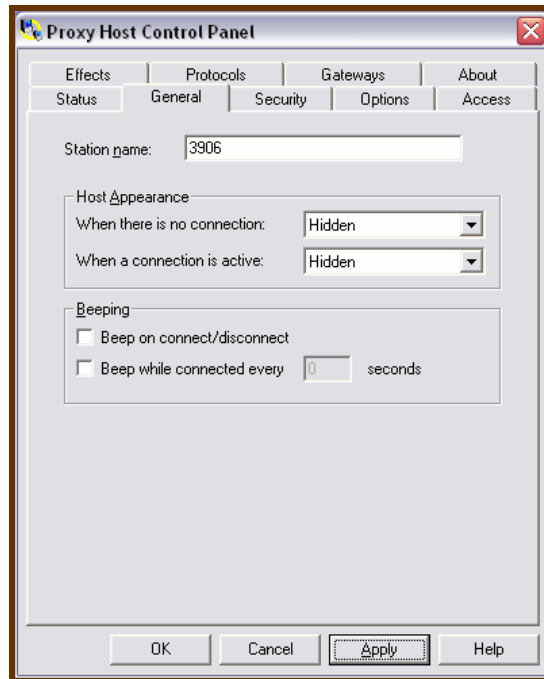 Proxy Host Control Panel
Effects Protocols Gateways About
Status General Security Options Access
Station name: 3906
Host Appearance
When there is no connection: Hidden
When a connection is active: Hidden
Beeping
Beep on connect/disconnect
Beep while connected every 0 seconds
OK Cancel Apply Help